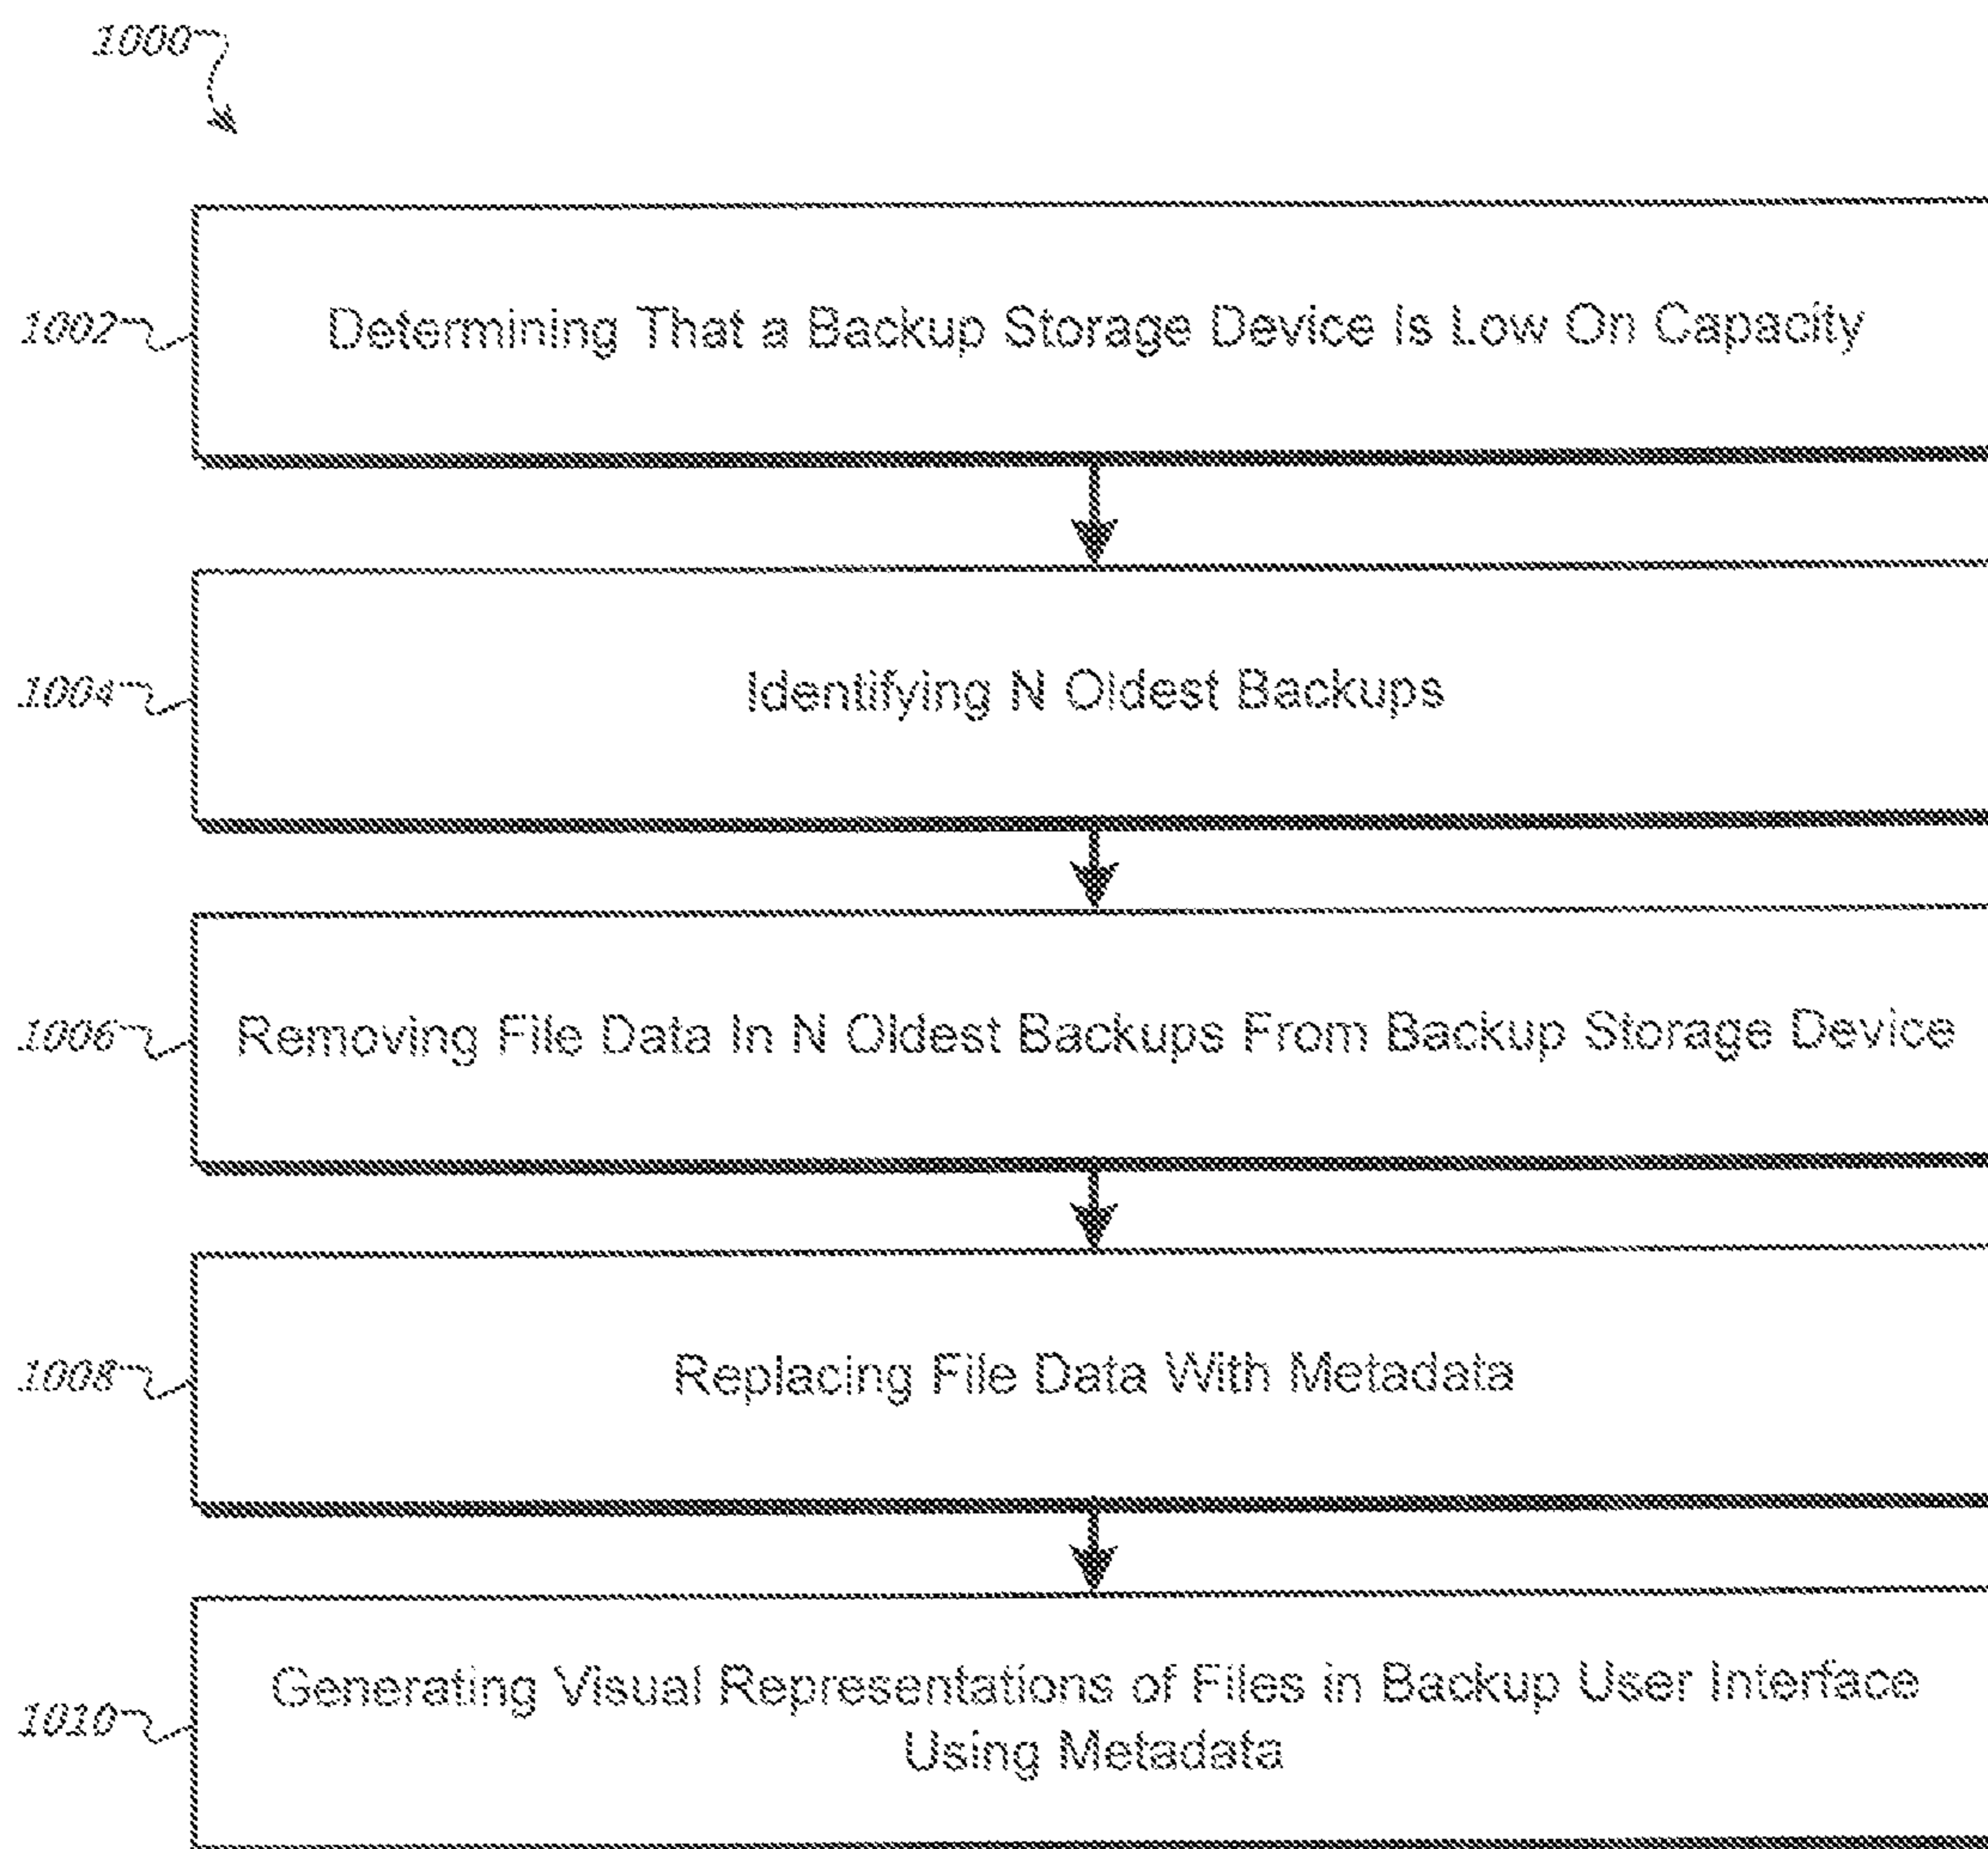 1000
1002
Determining That a Backup Storage Device Is Low On Capacity
1004
Identifying N Oldest Backups
1006
Removing File Data In N Oldest Backups From Backup Storage Device
1008
Replacing File Data With Metadata
1010
Generating Visual Representations of Files in Backup User Interface
Using Metadata